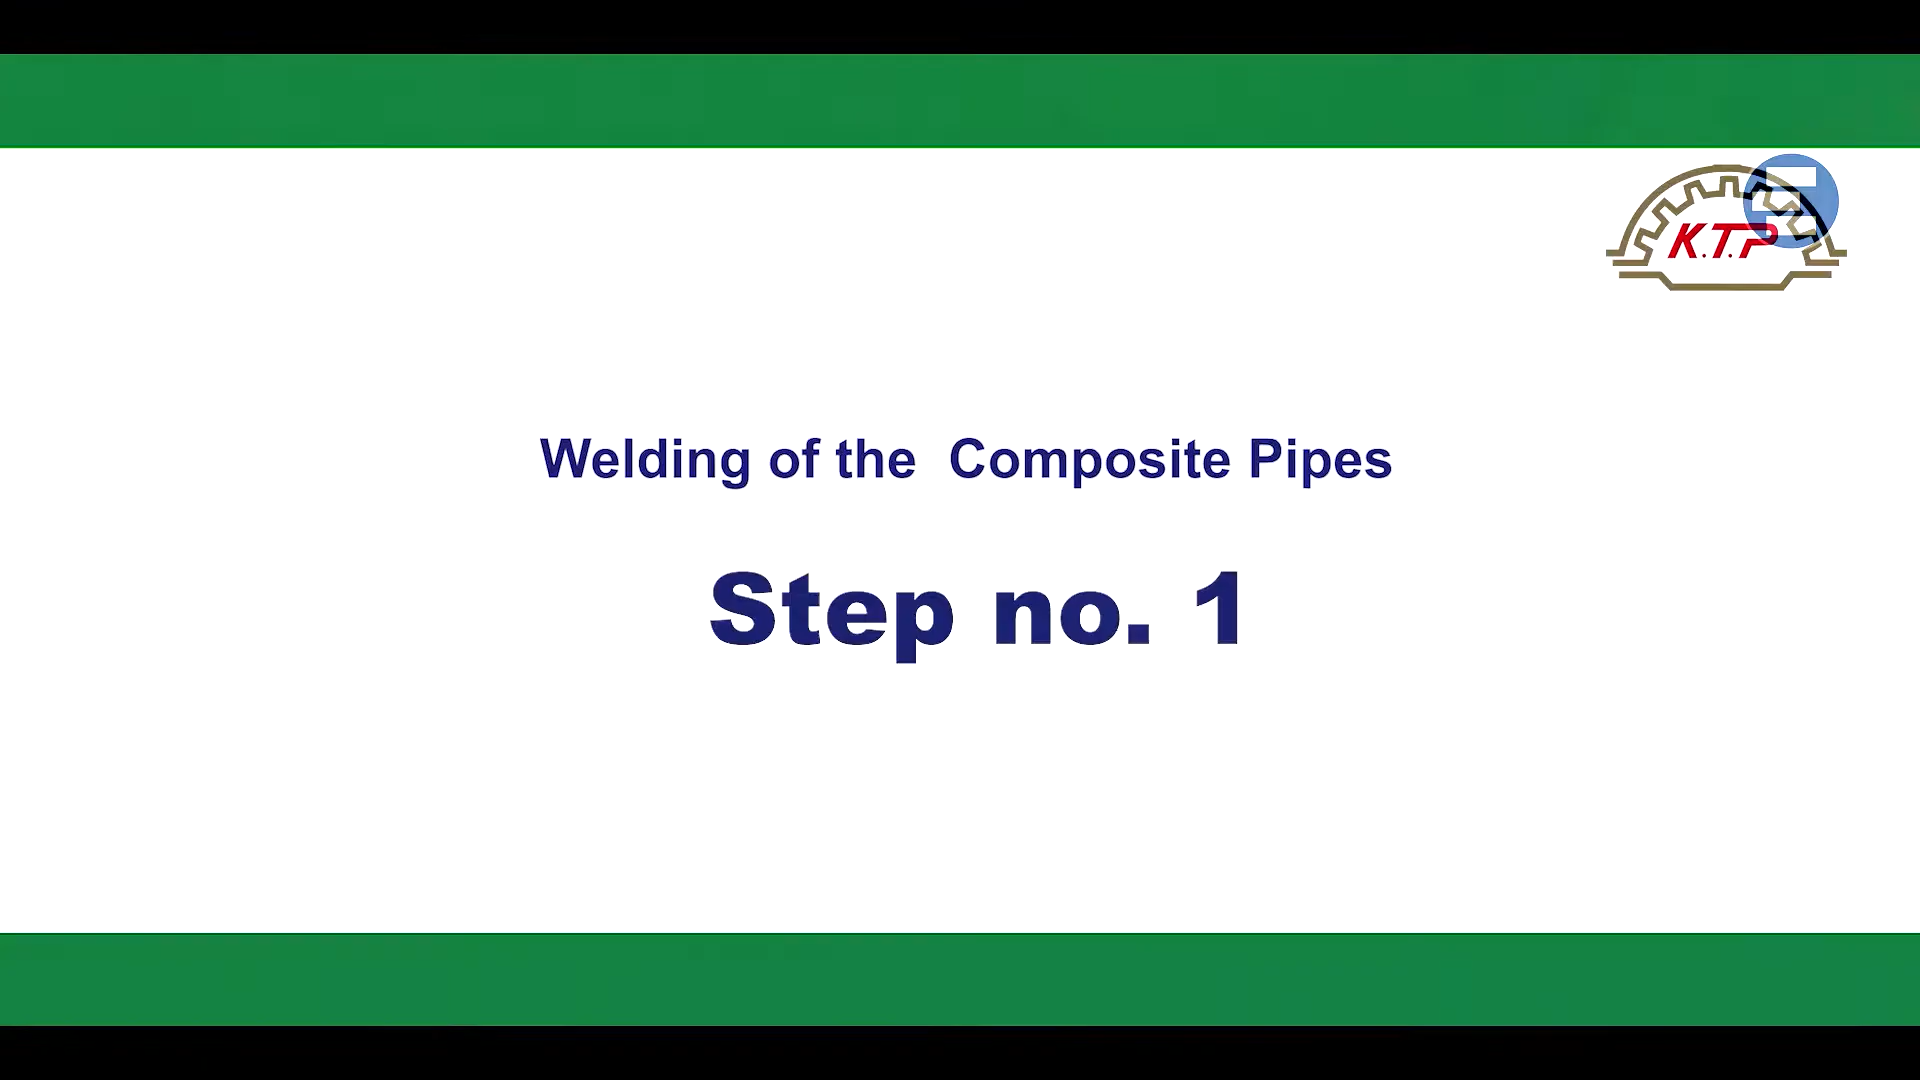 K.T.P
Welding of the  Composite Pipes
Step no. 1